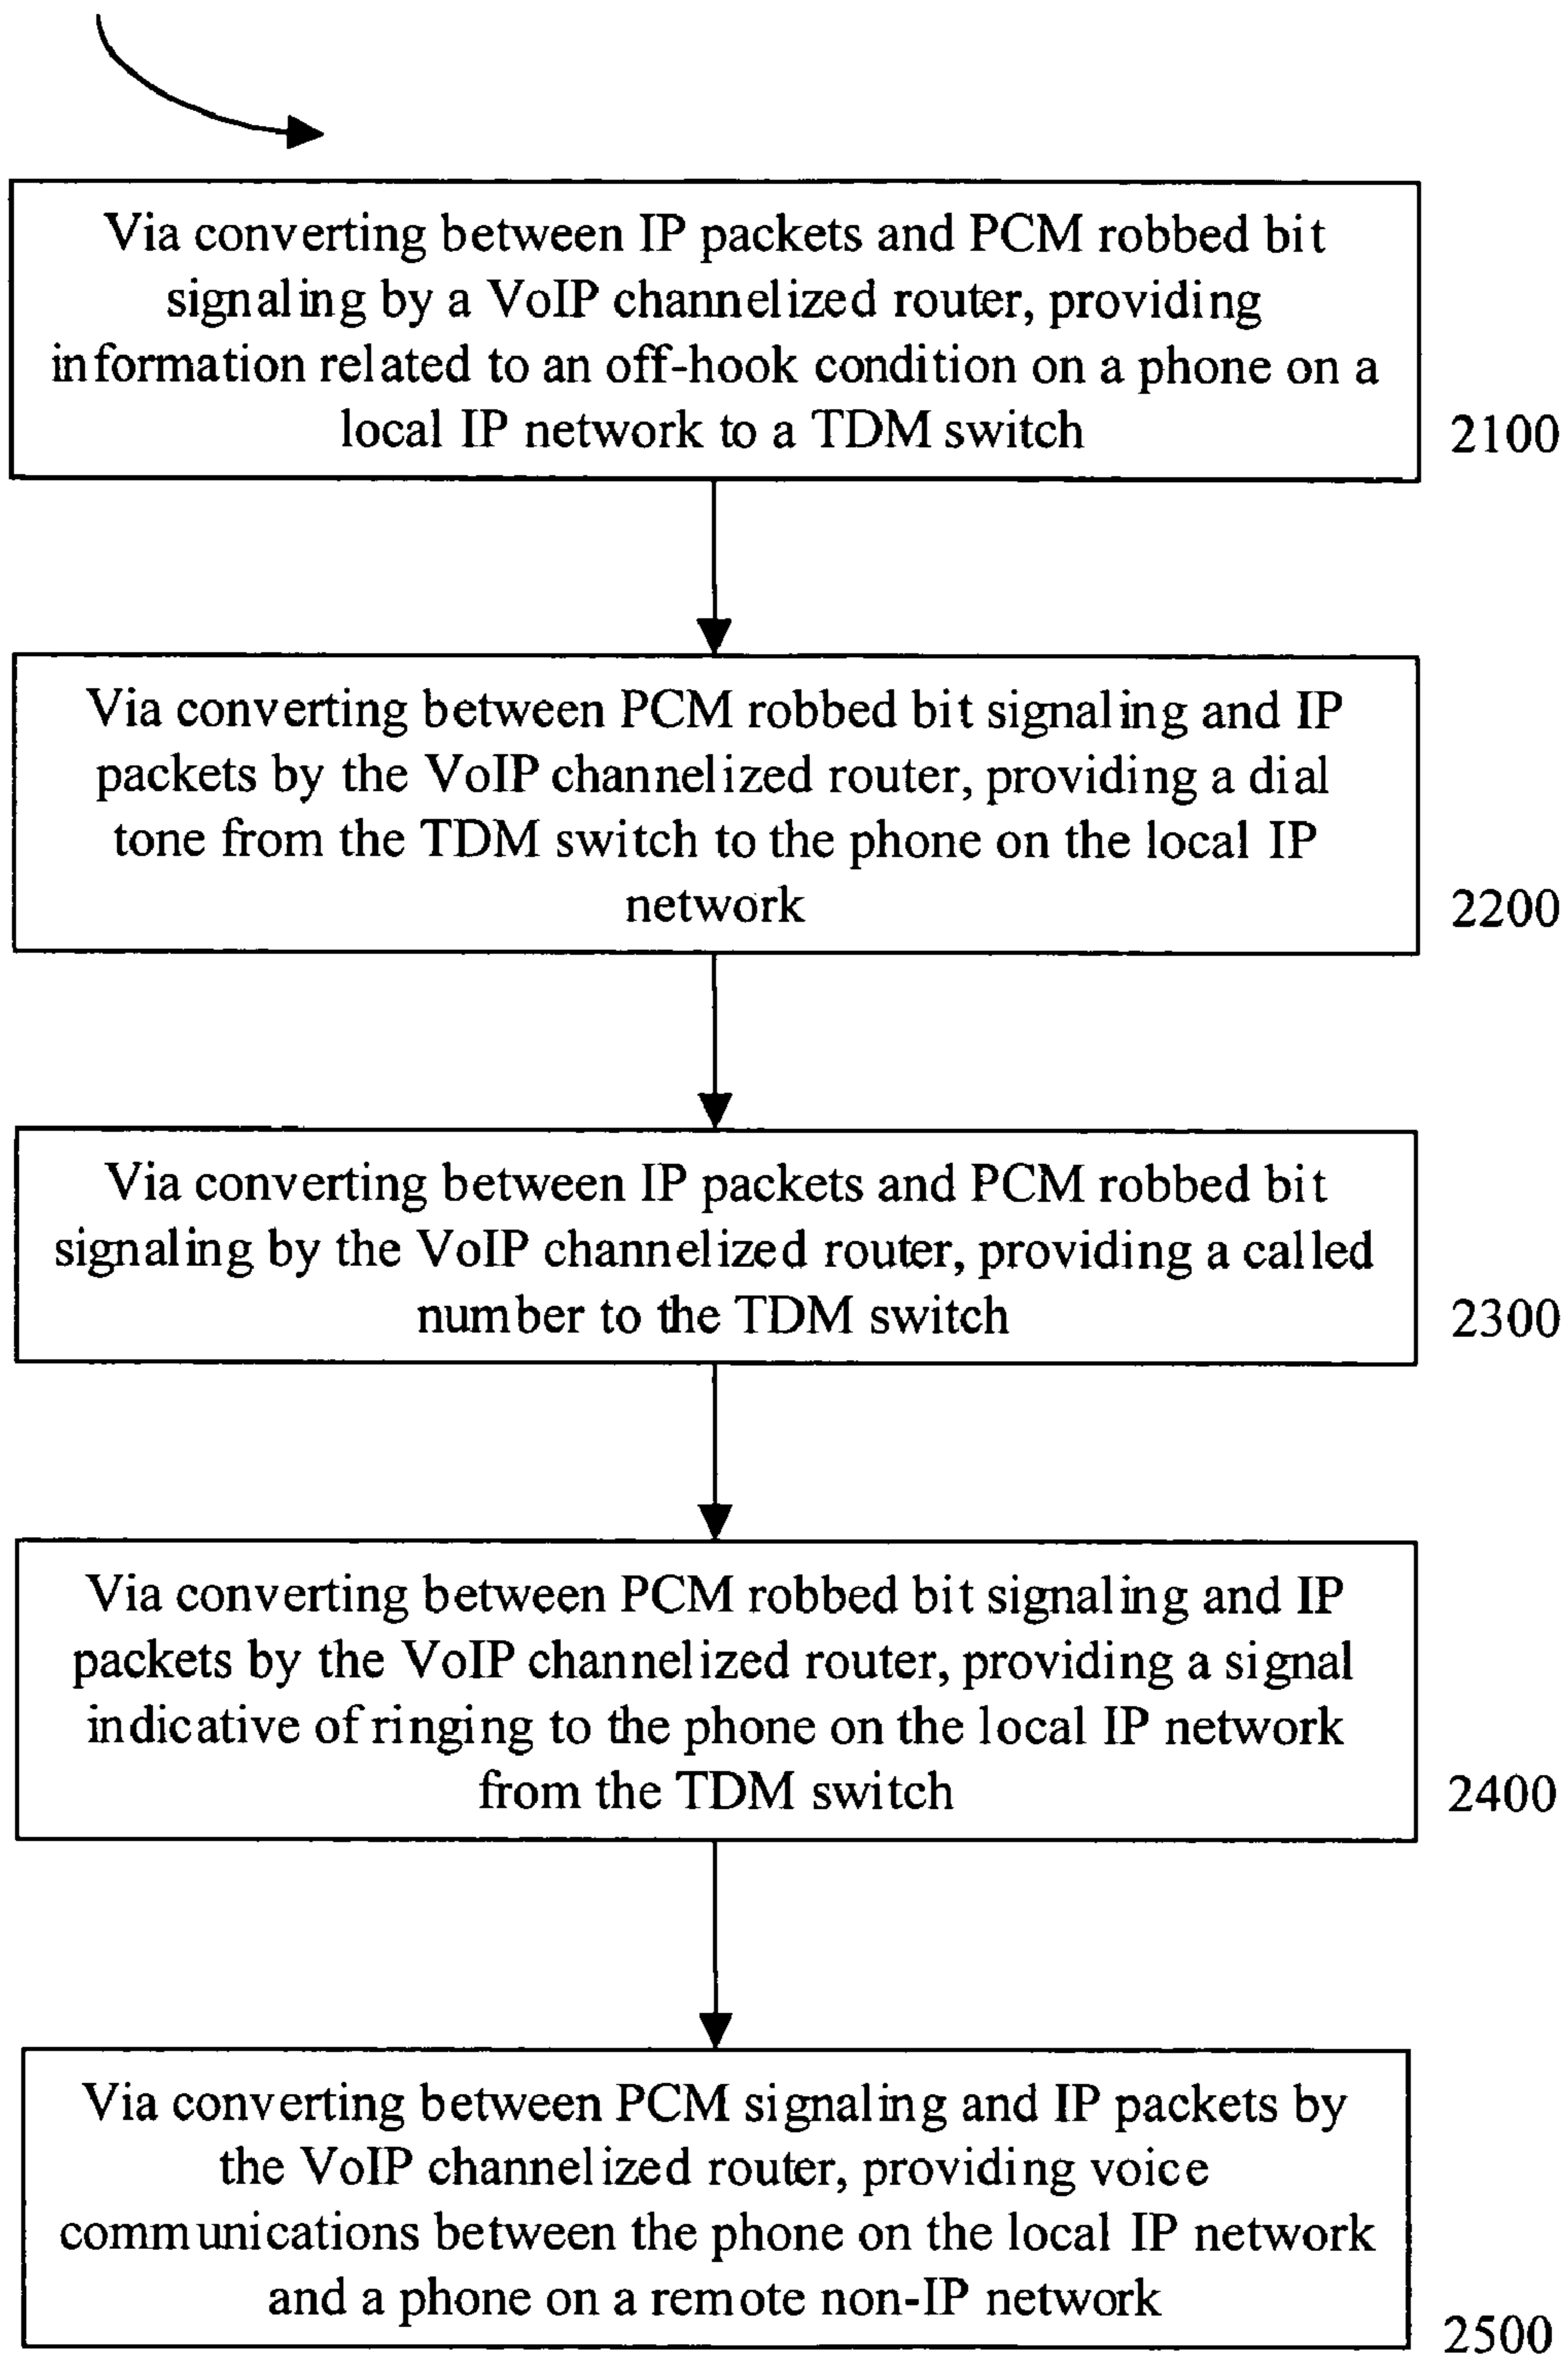 Via converting between IP packets and PCM robbed bit
signaling by a VoIP channelized router, providing
information related to an off-hook condition on a phone on a
local IP network to a TDM switch
2100
Via converting between PCM robbed bit signaling and IP
packets by the VoIP channelized router, providing a dial
tone from the TDM switch to the phone on the local IP
network
2200
Via converting between IP packets and PCM robbed bit
signaling by the VoIP channelized router, providing a called
number to the TDM switch
2300
Via converting between PCM robbed bit signaling and IP
packets by the VoIP channelized router, providing a signal
indicative of ringing to the phone on the local IP network
from the TDM switch
2400
Via converting between PCM signaling and IP packets by
the VoIP channelized router, providing voice
communications between the phone on the local IP network
and a phone on a remote non-IP network
2500